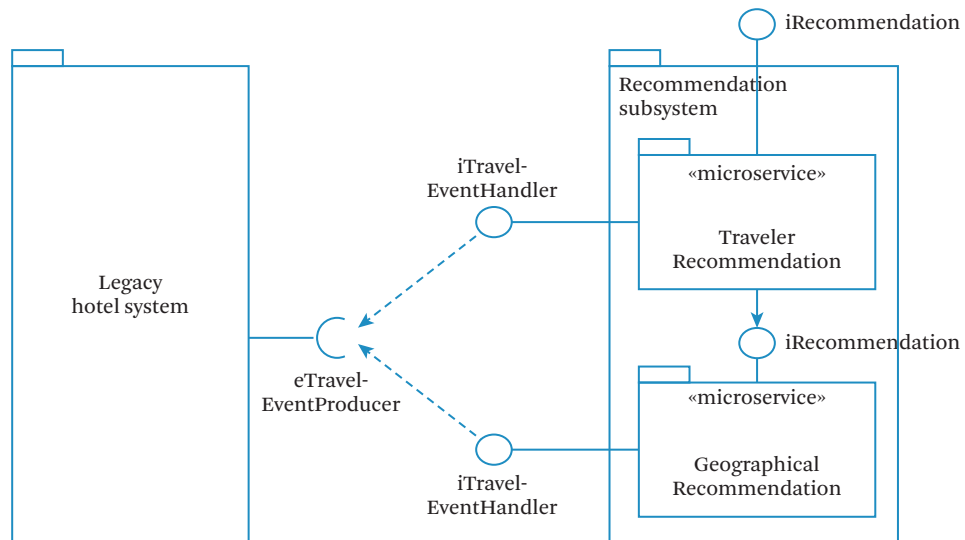 iRecommendation
Recommendation
subsystem
iTravel-
EventHandler
«microservice»
Traveler
Recommendation
Legacy
hotel system
iRecommendation
eTravel-
EventProducer
«microservice»
Geographical
Recommendation
iTravel-
EventHandler